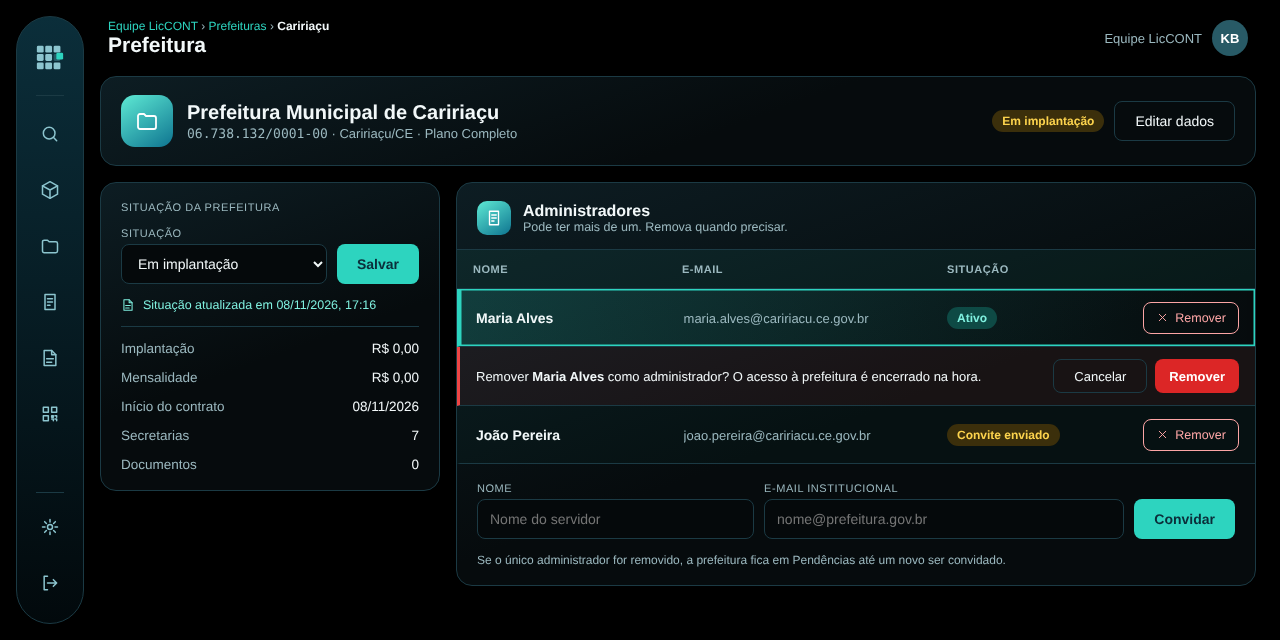 Equipe LicCONT › Prefeituras › Caririaçu
Prefeitura
Equipe LicCONT
KB
Prefeitura Municipal de Caririaçu
06.738.132/0001-00 · Caririaçu/CE · Plano Completo
Em implantação
Editar dados
SITUAÇÃO DA PREFEITURA
SITUAÇÃO
Em implantação
Salvar
Situação atualizada em 08/11/2026, 17:16
Implantação R$ 0,00
Mensalidade R$ 0,00
Início do contrato 08/11/2026
Secretarias 7
Documentos 0
Administradores
Pode ter mais de um. Remova quando precisar.
NOME E-MAIL SITUAÇÃO
Maria Alves maria.alves@caririacu.ce.gov.br Ativo Remover
Remover Maria Alves como administrador? O acesso à prefeitura é encerrado na hora. Cancelar Remover
João Pereira joao.pereira@caririacu.ce.gov.br Convite enviado Remover
NOME E-MAIL INSTITUCIONAL
Nome do servidor nome@prefeitura.gov.br Convidar
Se o único administrador for removido, a prefeitura fica em Pendências até um novo ser convidado.